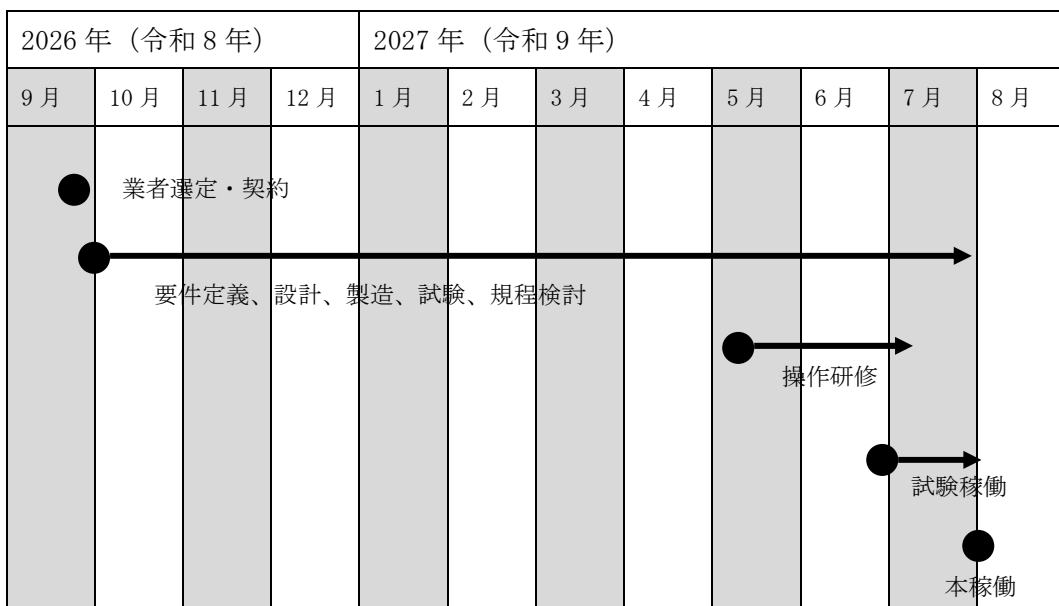 2026 年（令和 8 年） 2027 年（令和 9 年）
9 月 10 月 11 月 12 月 1 月 2 月 3 月 4 月 5 月 6 月 7 月 8 月
業者選定・契約
要件定義、設計、製造、試験、規程検討
操作研修
試験稼働
本稼働